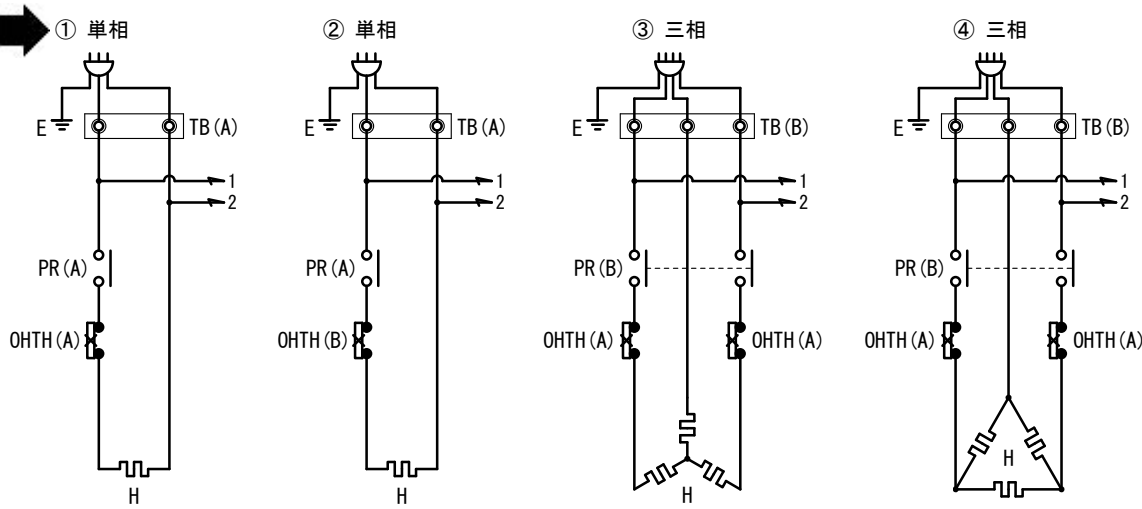 ① 単相
E
TB(A)
1
2
PR(A)
OHTH(A)
H
② 単相
E
TB(A)
1
2
PR(A)
OHTH(B)
H
③ 三相
E
TB(B)
1
2
PR(B)
OHTH(A)
OHTH(A)
H
④ 三相
E
TB(B)
1
2
PR(B)
OHTH(A)
OHTH(A)
H